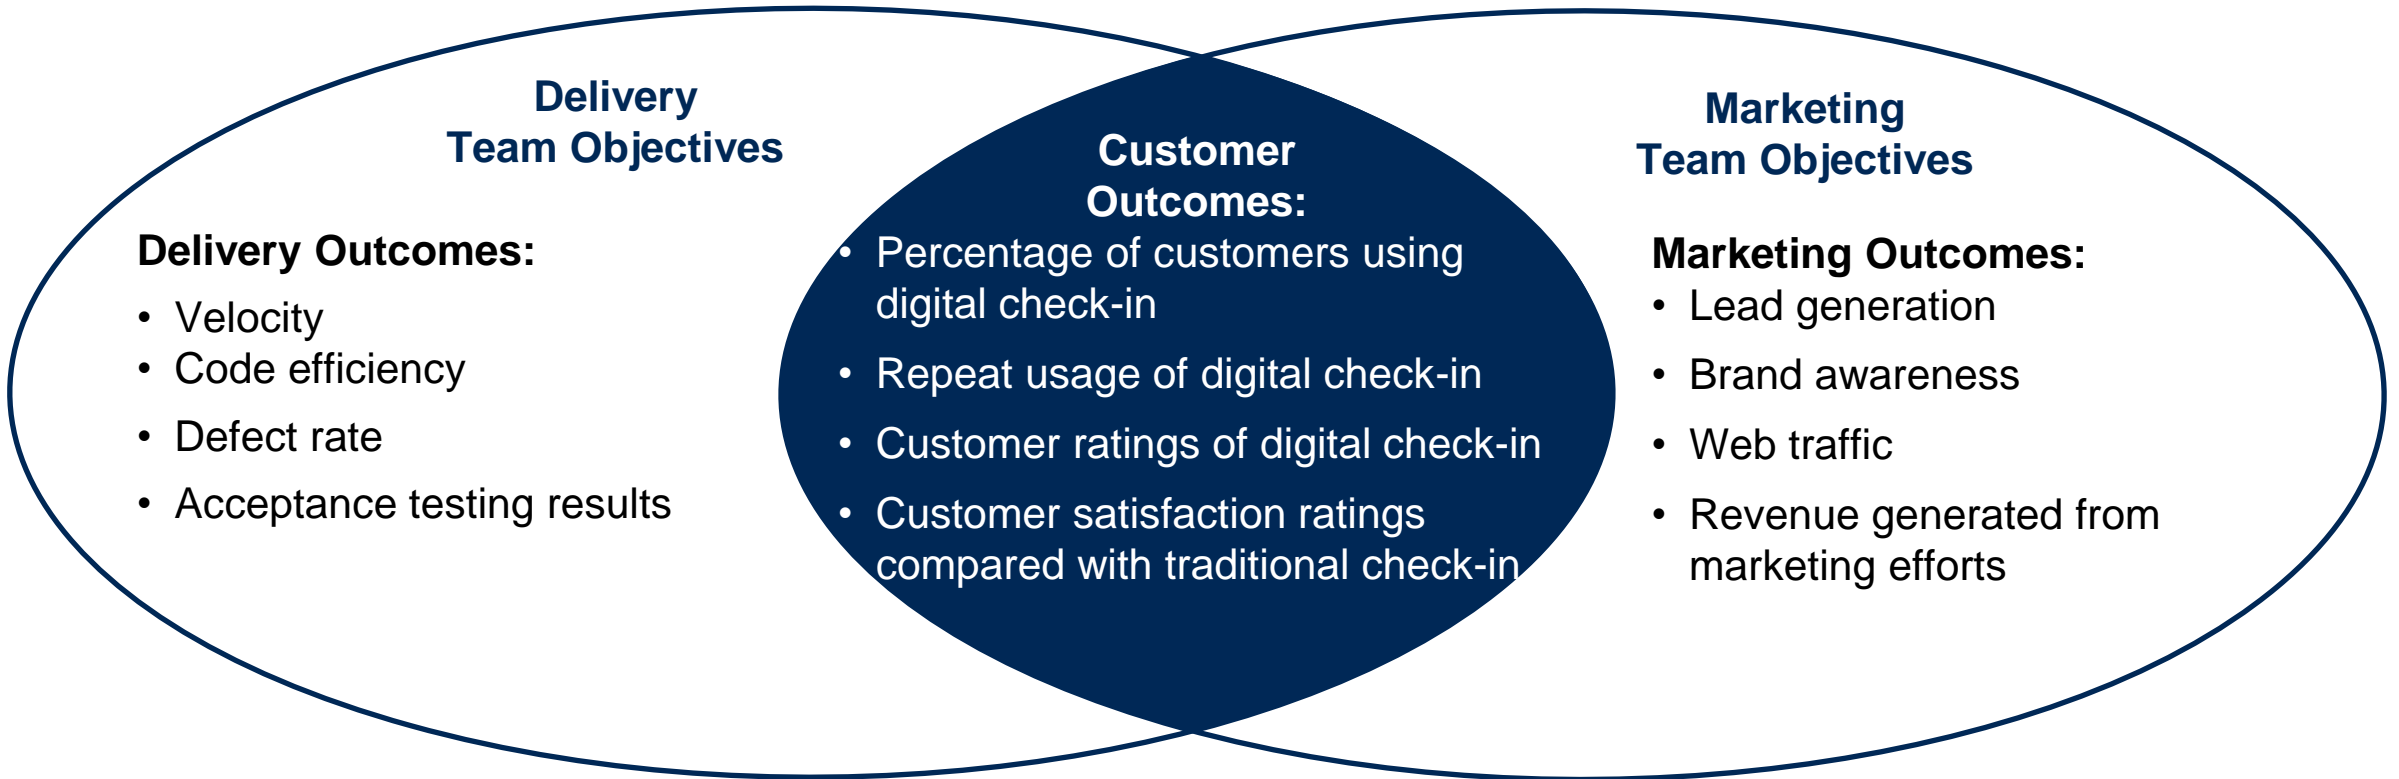 Delivery
Team Objectives
Delivery Outcomes:
• Velocity
• Code efficiency
• Defect rate
• Acceptance testing results
Customer
Outcomes:
• Percentage of customers using
digital check-in
• Repeat usage of digital check-in
• Customer ratings of digital check-in
• Customer satisfaction ratings
compared with traditional check-in
Marketing
Team Objectives
Marketing Outcomes:
• Lead generation
• Brand awareness
• Web traffic
• Revenue generated from
marketing efforts